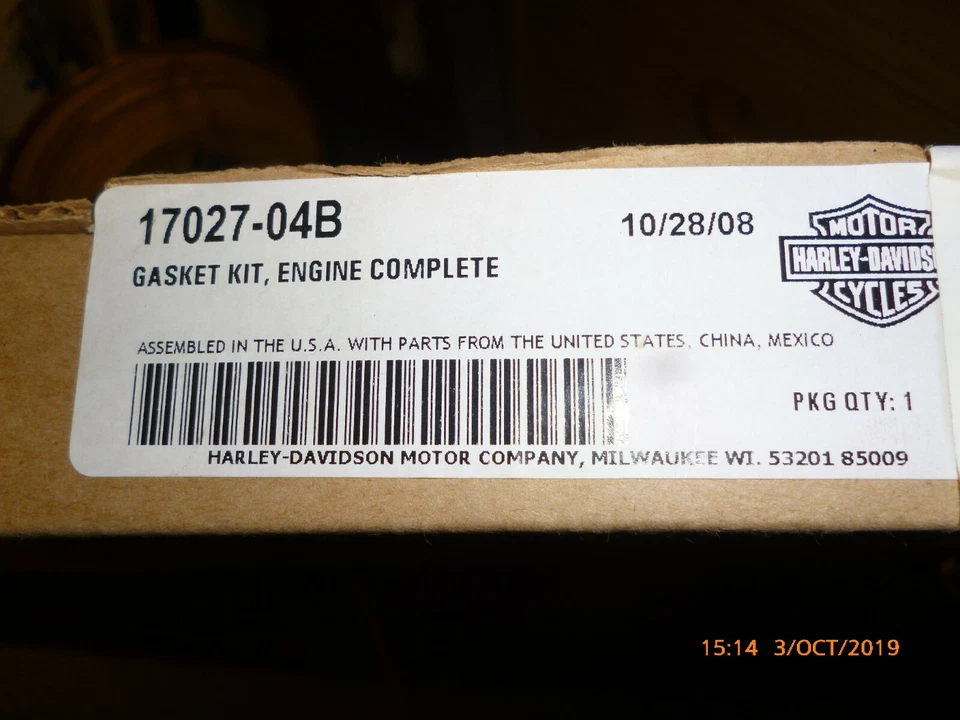 17027-04B
10/28/08
GASKET KIT, ENGINE COMPLETE
MOTOR
HARLEY-DAVIDS
CYCLES
ASSEMBLED IN THE U.S.A. WITH PARTS FROM THE UNITED STATES, CHINA, MEXICO
PKG QTY: 1
HARLEY-DAVIDSON MOTOR COMPANY, MILWAUKEE WI. 53201 85009
15:14 3/OCT/2019